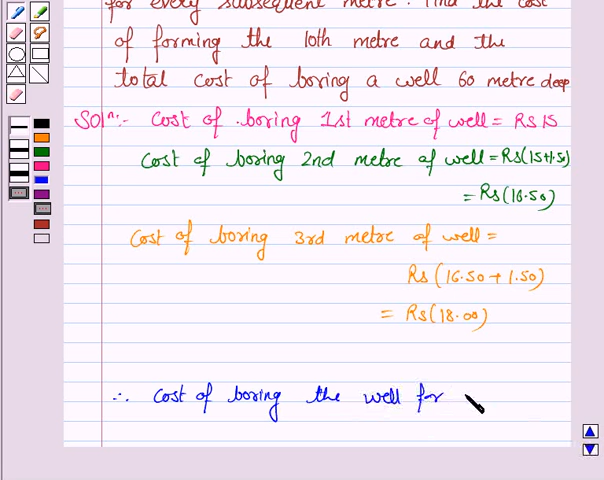 for every subsequent metre. Find the cost
of forming the 10th metre and the
total cost of boring a well 60 metre deep
Solⁿ:- Cost of boring 1st metre of well = Rs 15
Cost of boring 2nd metre of well = Rs(15+1.50)
= Rs(16.50)
Cost of boring 3rd metre of well =
Rs (16.50 + 1.50)
= Rs(18.00)
∴ Cost of boring the well for